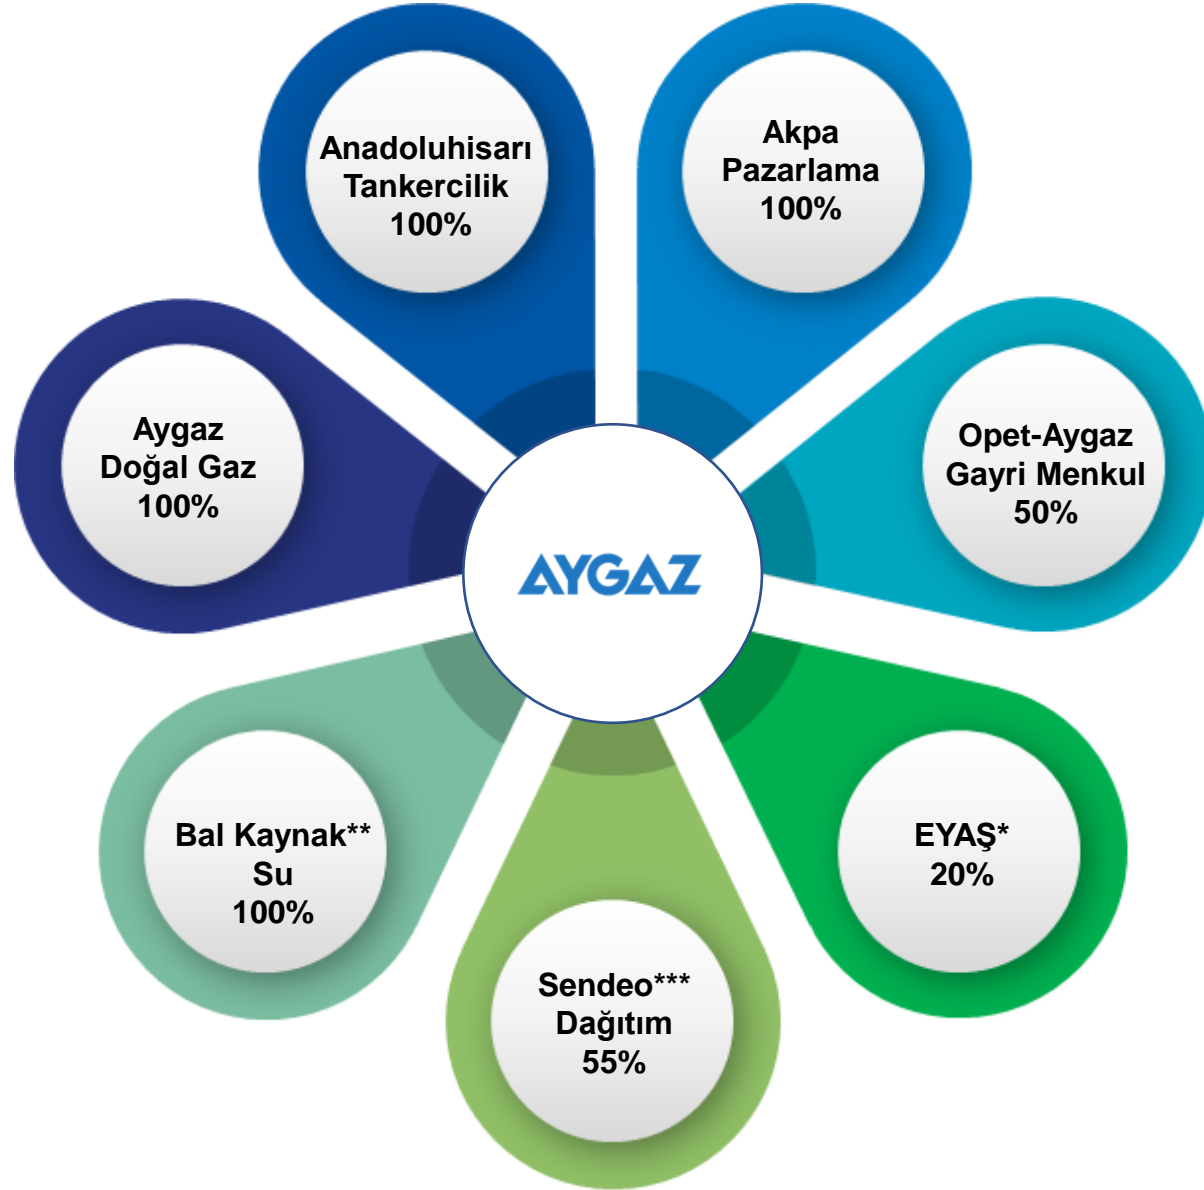 Anadoluhisarı
Tankercilik
100%
Akpa
Pazarlama
100%
Aygaz
Doğal Gaz
100%
Opet-Aygaz
Gayri Menkul
50%
AYGAZ
Bal Kaynak**
Su
100%
EYAŞ*
20%
Sendeo***
Dağıtım
55%